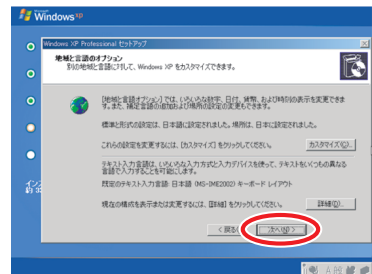 Microsoft
Windows xp
Windows XP Professional セットアップ
地域と言語のオプション
別の地域と言語に対して、Windows XP をカスタマイズできます。
[地域と言語オプション] では、いろいろな数字、日付、貨幣、および時刻の表示を変更できます。また、補足言語の追加および場所の設定の変更もできます。
標準と形式の設定は、日本語に設定されました。場所は、日本に設定されました。
これらの設定を変更するには、[カスタマイズ] をクリックしてください。
カスタマイズ(C)...
テキスト入力言語は、いろいろな入力方式と入力デバイスを使って、テキストをいくつもの異なる言語で入力することを可能にします。
既定のテキスト入力言語: 日本語 (MS-IME2002) キーボード レイアウト
現在の構成を表示または変更するには、[詳細] をクリックしてください。
詳細(D)...
< 戻る(B)
次へ(N) >